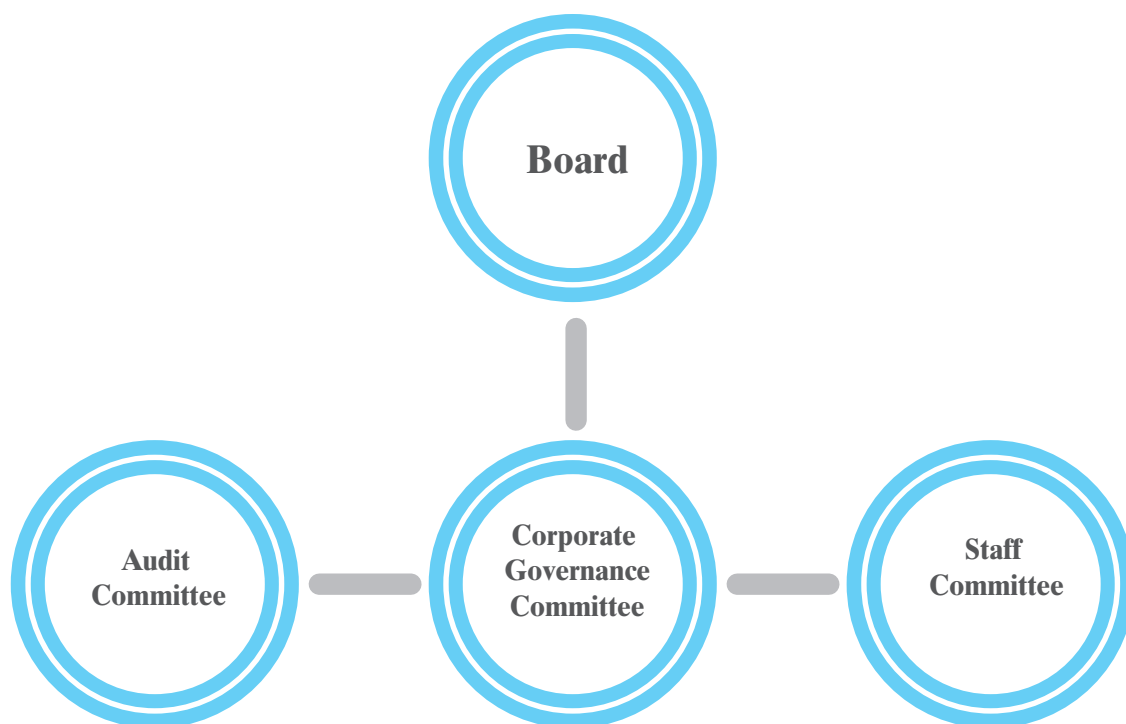 Board
Audit
Committee
Corporate
Governance
Committee
Staff
Committee